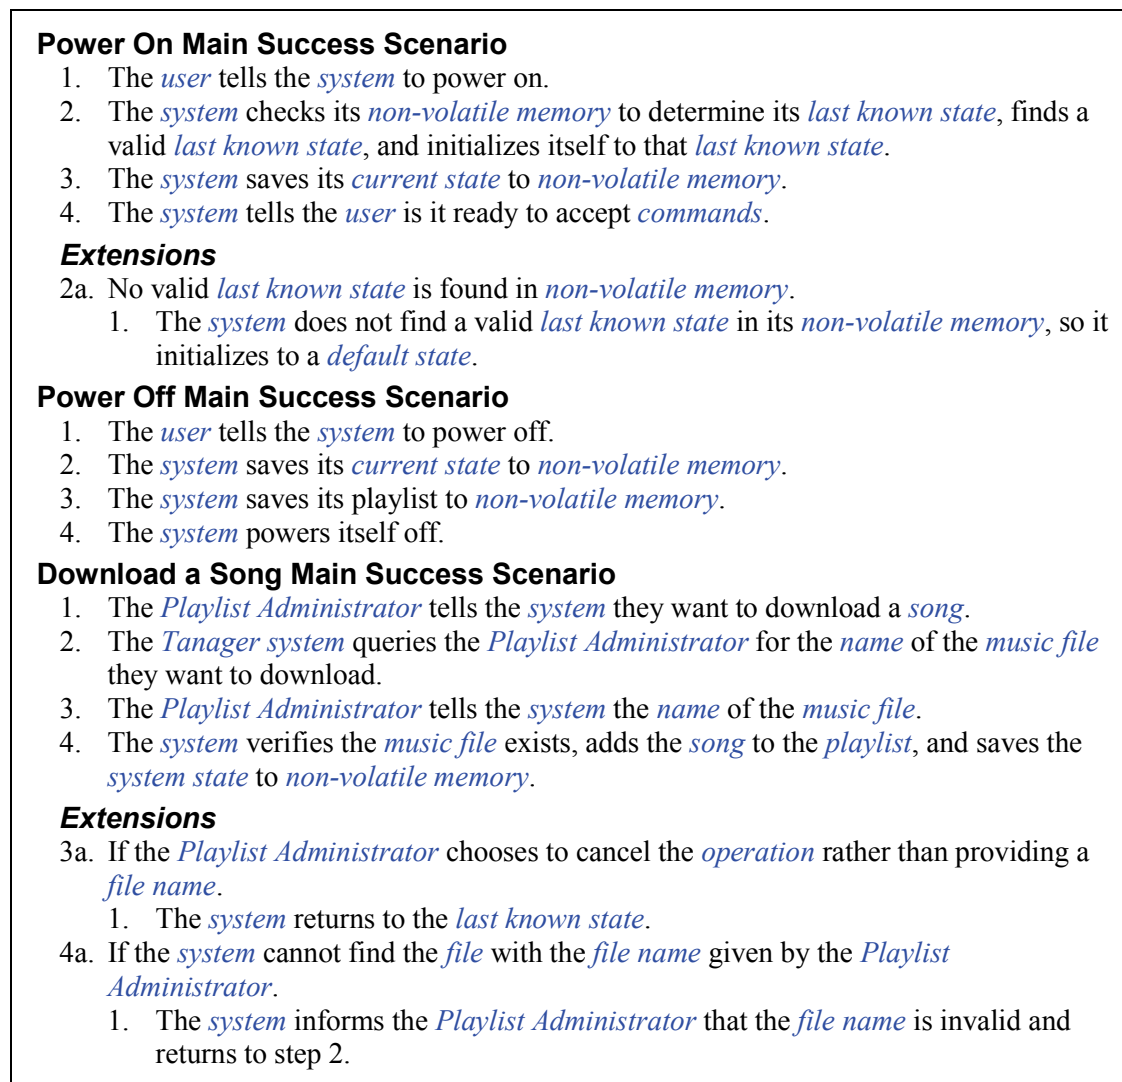 Power On Main Success Scenario
1. The user tells the system to power on.
2. The system checks its non-volatile memory to determine its last known state, finds a
valid last known state, and initializes itself to that last known state.
3. The system saves its current state to non-volatile memory.
4. The system tells the user is it ready to accept commands.
Extensions
2a. No valid last known state is found in non-volatile memory.
1. The system does not find a valid last known state in its non-volatile memory, so it
initializes to a default state.
Power Off Main Success Scenario
1. The user tells the system to power off.
2. The system saves its current state to non-volatile memory.
3. The system saves its playlist to non-volatile memory.
4. The system powers itself off.
Download a Song Main Success Scenario
1. The Playlist Administrator tells the system they want to download a song.
2. The Tanager system queries the Playlist Administrator for the name of the music file
they want to download.
3. The Playlist Administrator tells the system the name of the music file.
4. The system verifies the music file exists, adds the song to the playlist, and saves the
system state to non-volatile memory.
Extensions
3a. If the Playlist Administrator chooses to cancel the operation rather than providing a
file name.
1. The system returns to the last known state.
4a. If the system cannot find the file with the file name given by the Playlist
Administrator.
1. The system informs the Playlist Administrator that the file name is invalid and
returns to step 2.